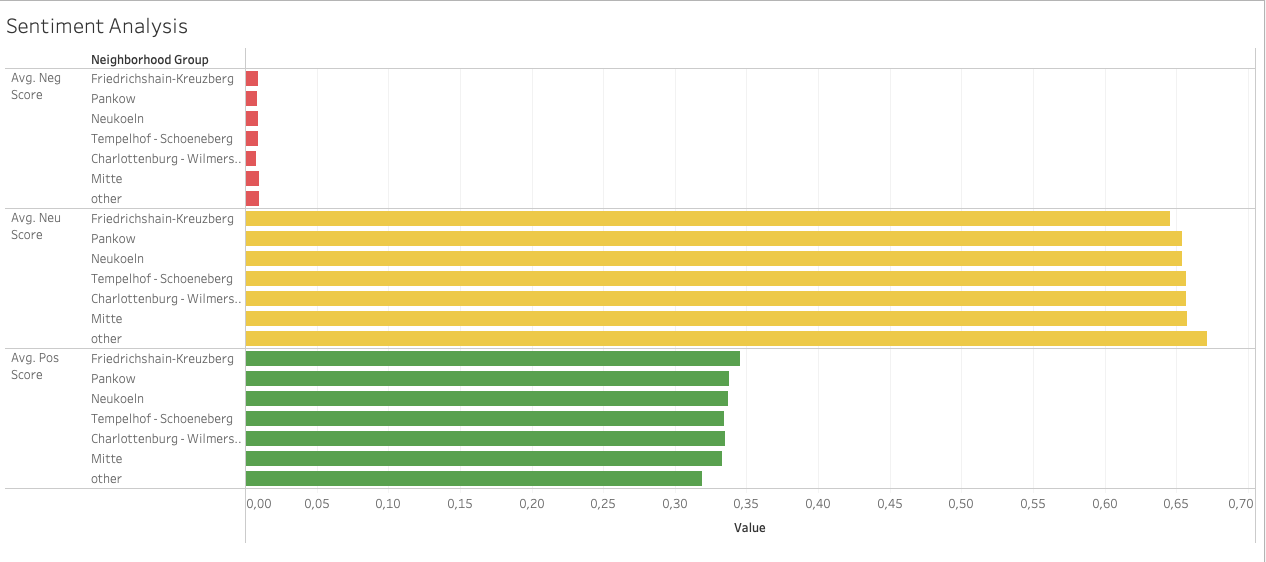 Sentiment Analysis
Neighborhood Group
Avg. Neg Score
Friedrichshain-Kreuzberg
Pankow
Neukoeln
Tempelhof - Schoeneberg
Charlottenburg - Wilmers..
Mitte
other
Avg. Neu Score
Friedrichshain-Kreuzberg
Pankow
Neukoeln
Tempelhof - Schoeneberg
Charlottenburg - Wilmers..
Mitte
other
Avg. Pos Score
Friedrichshain-Kreuzberg
Pankow
Neukoeln
Tempelhof - Schoeneberg
Charlottenburg - Wilmers..
Mitte
other
0,00 0,05 0,10 0,15 0,20 0,25 0,30 0,35 0,40 0,45 0,50 0,55 0,60 0,65 0,70
Value